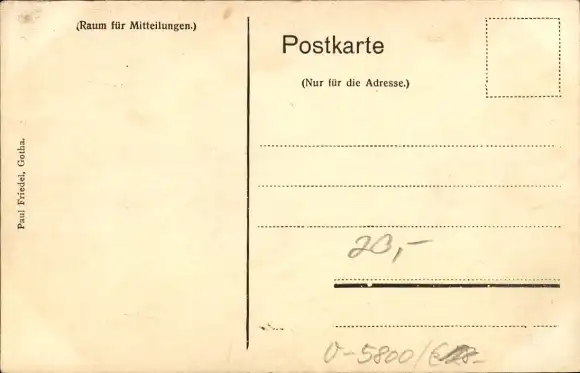 (Raum für Mitteilungen.)
Postkarte
(Nur für die Adresse.)
Paul Friedel, Gotha.
20,-
0-5800/